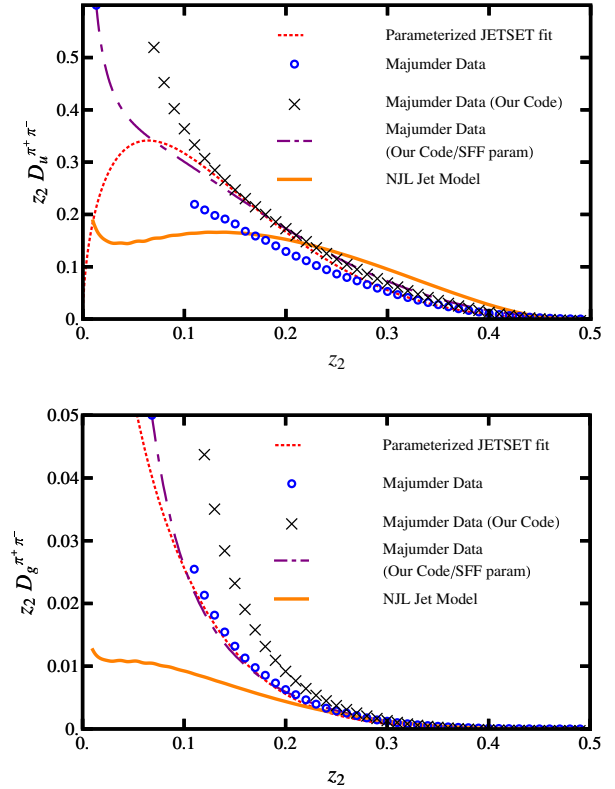 0.5
0.4
0.3
0.2
0.1
0.
z₂ D_u^{π⁺ π⁻}
Parameterized JETSET fit
Majumder Data
Majumder Data (Our Code)
Majumder Data
(Our Code/SFF param)
NJL Jet Model
0. 0.1 0.2 0.3 0.4 0.5
z₂
0.05
0.04
0.03
0.02
0.01
0.
z₂ D_g^{π⁺ π⁻}
Parameterized JETSET fit
Majumder Data
Majumder Data (Our Code)
Majumder Data
(Our Code/SFF param)
NJL Jet Model
0. 0.1 0.2 0.3 0.4 0.5
z₂